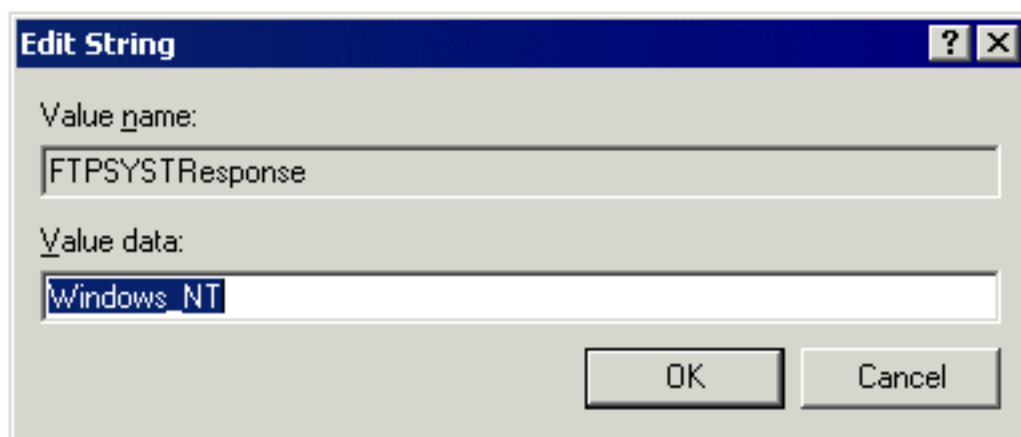 Edit String
Value name:
FTPSYSTResponse
Value data:
Windows_NT
OK Cancel